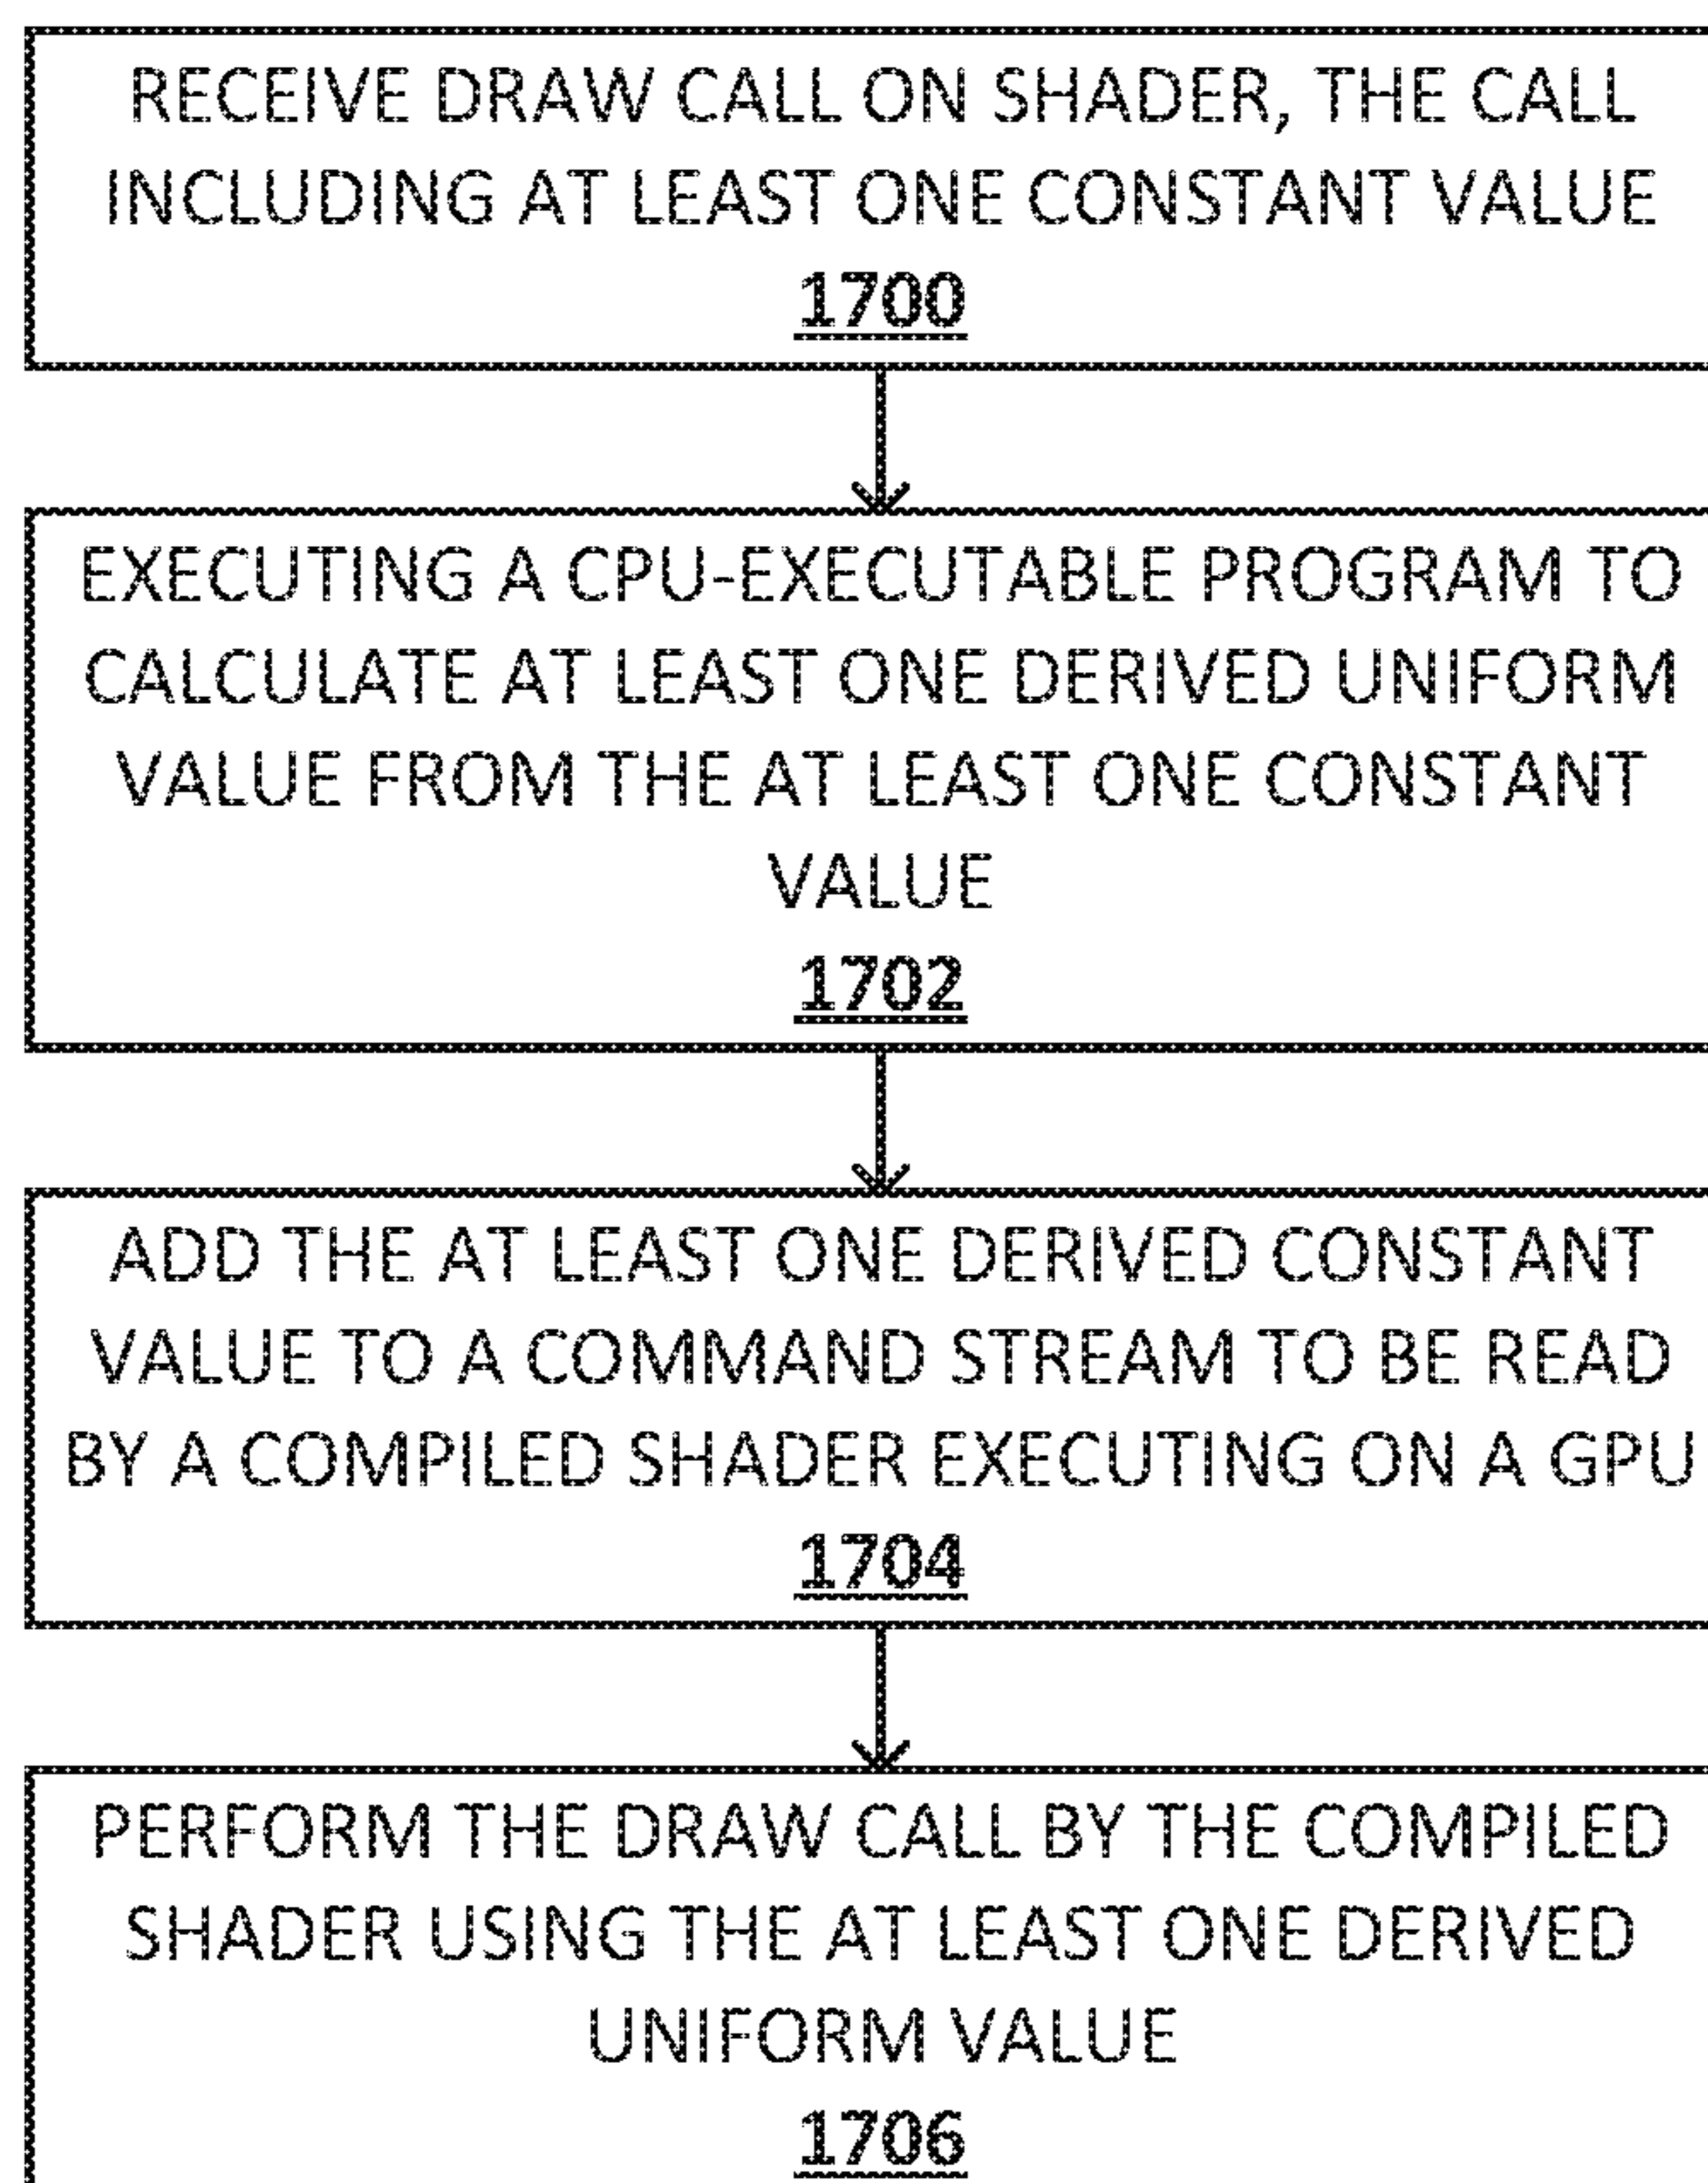 RECEIVE DRAW CALL ON SHADER, THE CALL
INCLUDING AT LEAST ONE CONSTANT VALUE
1700
EXECUTING A CPU-EXECUTABLE PROGRAM TO
CALCULATE AT LEAST ONE DERIVED UNIFORM
VALUE FROM THE AT LEAST ONE CONSTANT
VALUE
1702
ADD THE AT LEAST ONE DERIVED CONSTANT
VALUE TO A COMMAND STREAM TO BE READ
BY A COMPILED SHADER EXECUTING ON A GPU
1704
PERFORM THE DRAW CALL BY THE COMPILED
SHADER USING THE AT LEAST ONE DERIVED
UNIFORM VALUE
1706